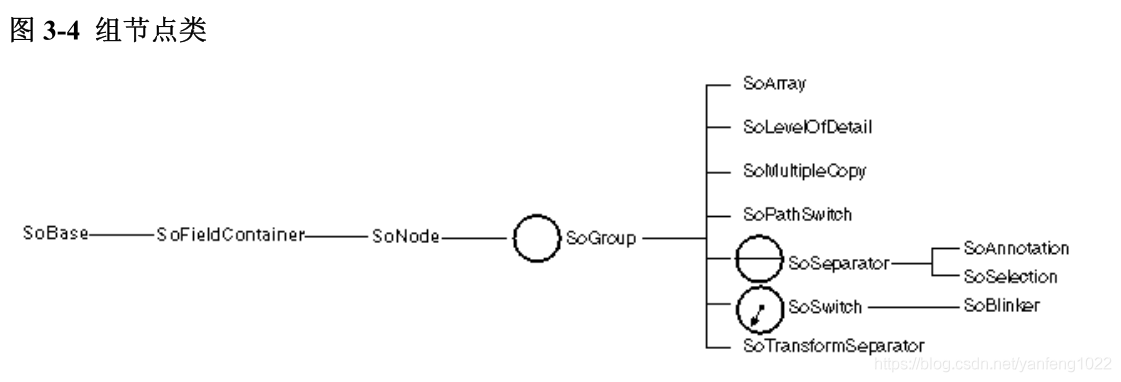 图 3-4 组节点类
SoArray
SoLevelOfDetail
SoMultipleCopy
SoPathSwitch
SoBase SoFieldContainer SoNode SoGroup
SoSeparator SoAnnotation
SoSelection
SoSwitch SoBlinker
SoTransformSeparator
https://blog.csdn.net/yanfeng1022